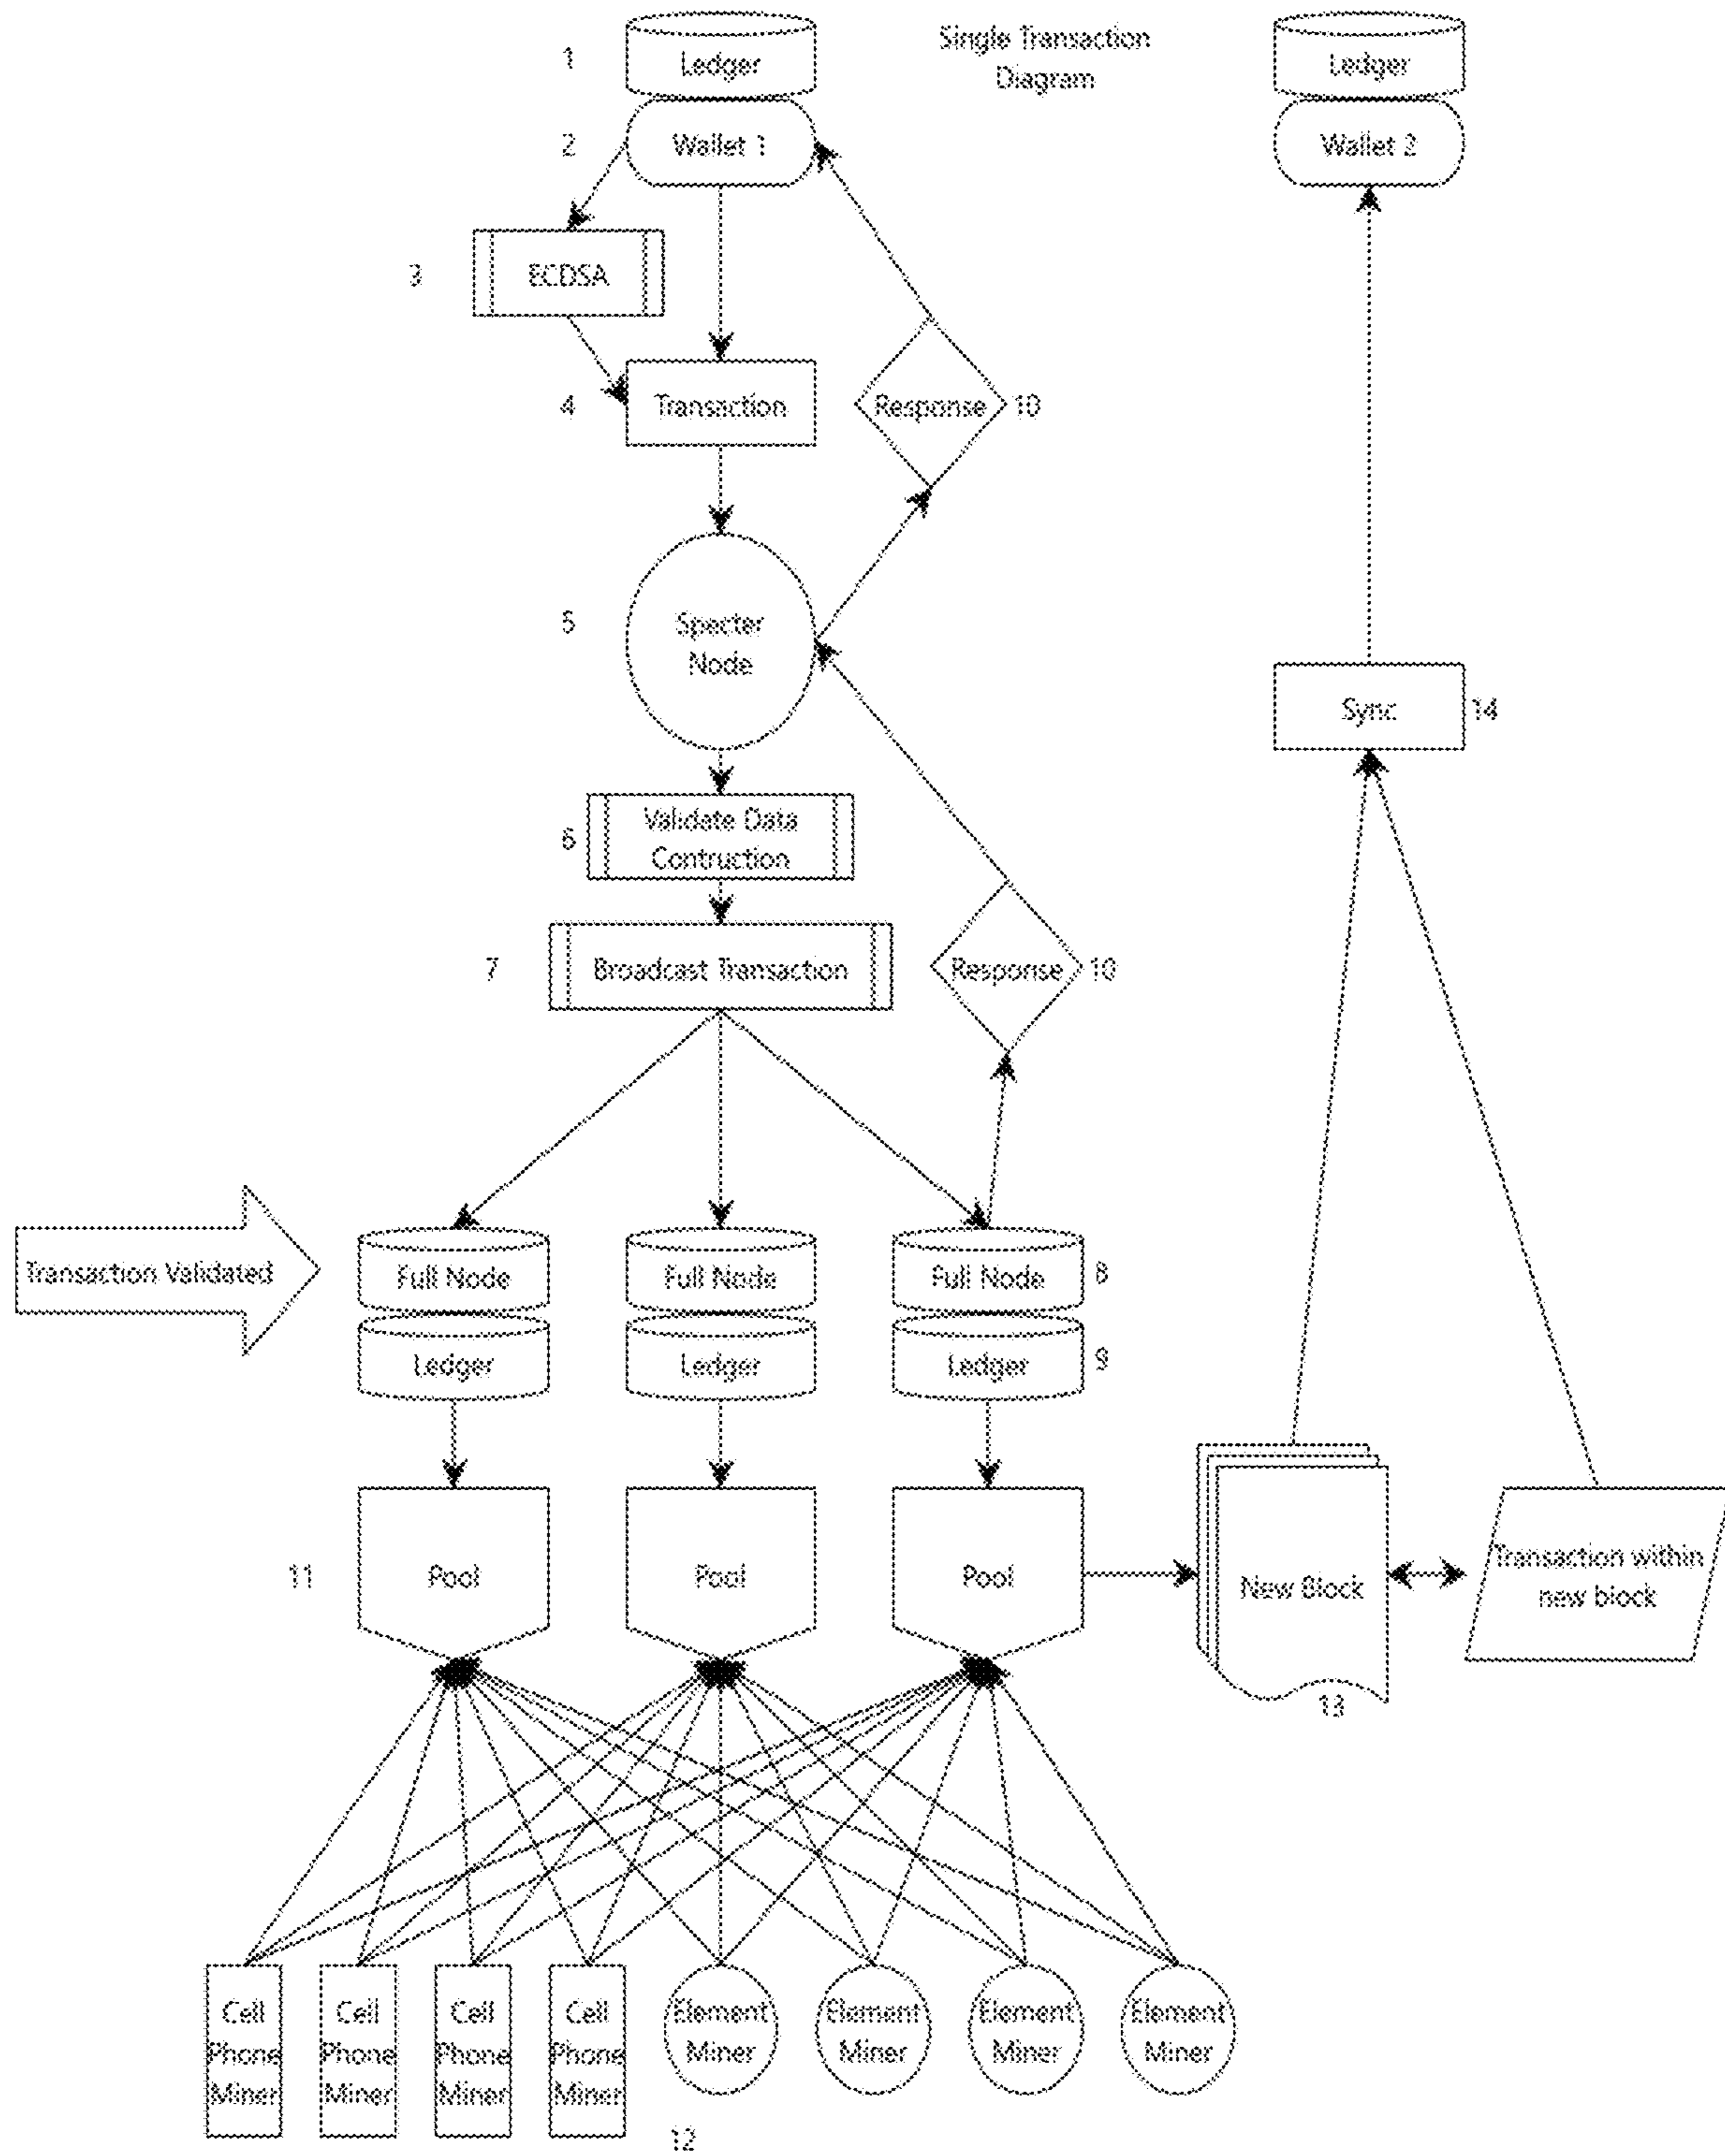 Single Transaction
Diagram
1
Ledger
Ledger
2
Wallet 1
Wallet 2
3
ECDSA
4
Transaction
Response
10
5
Specter
Node
Sync
14
6
Validate Data
Contruction
7
Broadcast Transaction
Response
10
Transaction Validated
Full Node
Full Node
Full Node
8
Ledger
Ledger
Ledger
9
11
Pool
Pool
Pool
New Block
13
Transaction within
new block
Cell
Phone
Miner
Cell
Phone
Miner
Cell
Phone
Miner
Cell
Phone
Miner
Element
Miner
Element
Miner
Element
Miner
Element
Miner
12